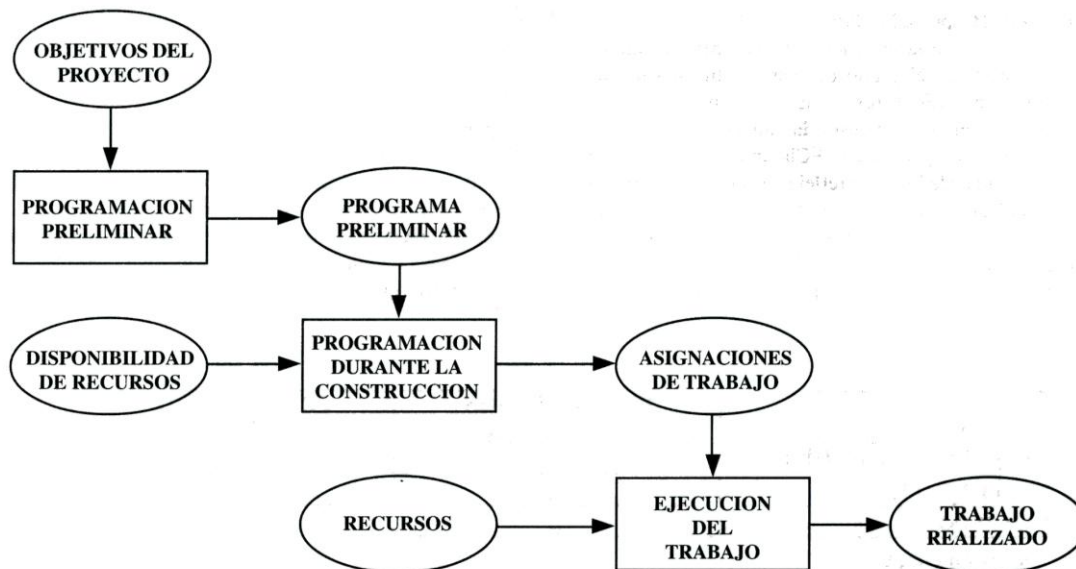 OBJETIVOS DEL
PROYECTO
PROGRAMACION
PRELIMINAR
PROGRAMA
PRELIMINAR
DISPONIBILIDAD
DE RECURSOS
PROGRAMACION
DURANTE LA
CONSTRUCCION
ASIGNACIONES
DE TRABAJO
RECURSOS
EJECUCION
DEL
TRABAJO
TRABAJO
REALIZADO